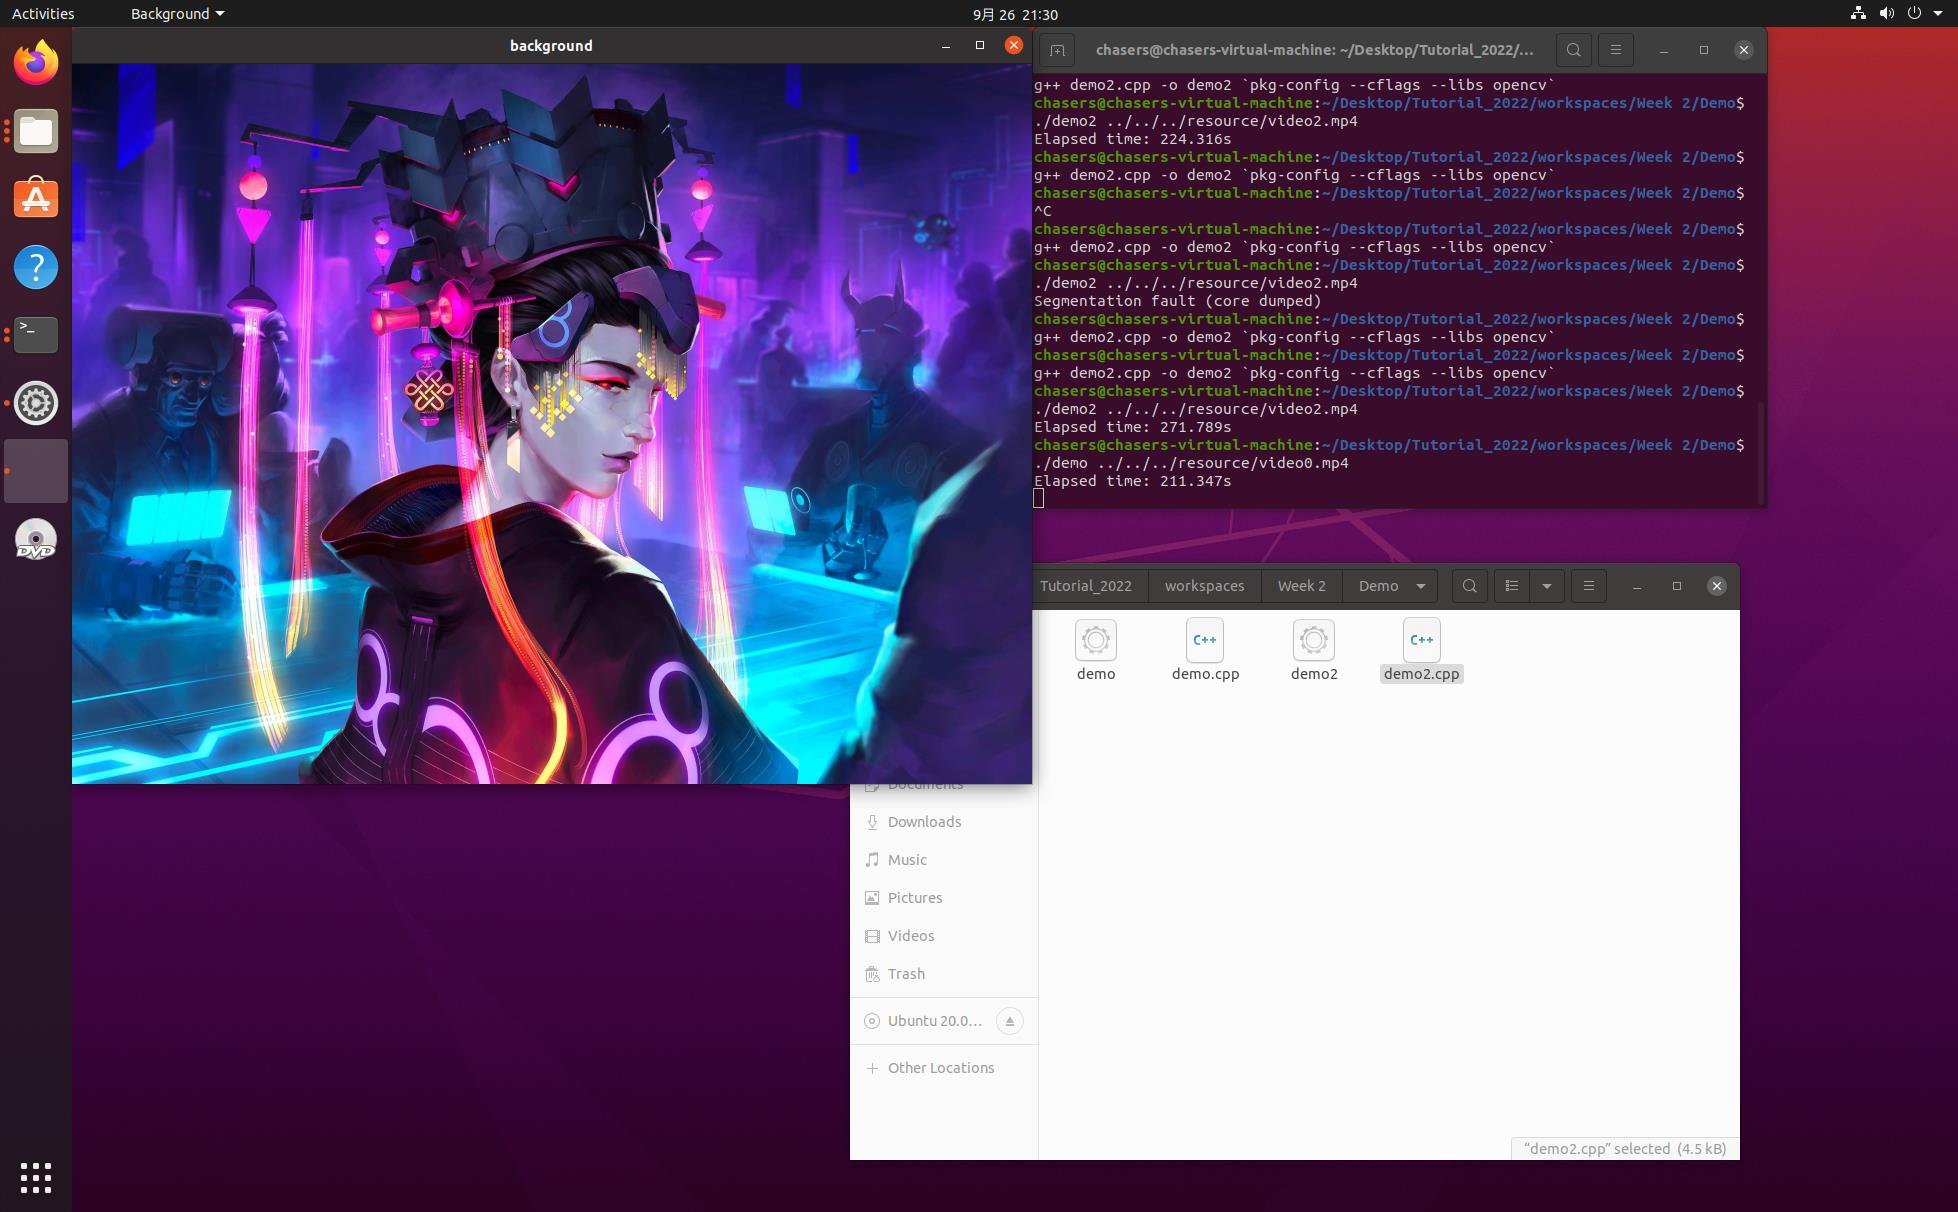 Activities
Background
9月 26 21:30
background
chasers@chasers-virtual-machine: ~/Desktop/Tutorial_2022/...
g++ demo2.cpp -o demo2 `pkg-config --cflags --libs opencv`
chasers@chasers-virtual-machine:~/Desktop/Tutorial_2022/workspaces/Week 2/Demo$
./demo2 ../../../resource/video2.mp4
Elapsed time: 224.316s
chasers@chasers-virtual-machine:~/Desktop/Tutorial_2022/workspaces/Week 2/Demo$
g++ demo2.cpp -o demo2 `pkg-config --cflags --libs opencv`
chasers@chasers-virtual-machine:~/Desktop/Tutorial_2022/workspaces/Week 2/Demo$
^C
chasers@chasers-virtual-machine:~/Desktop/Tutorial_2022/workspaces/Week 2/Demo$
g++ demo2.cpp -o demo2 `pkg-config --cflags --libs opencv`
chasers@chasers-virtual-machine:~/Desktop/Tutorial_2022/workspaces/Week 2/Demo$
./demo2 ../../../resource/video2.mp4
Segmentation fault (core dumped)
chasers@chasers-virtual-machine:~/Desktop/Tutorial_2022/workspaces/Week 2/Demo$
g++ demo2.cpp -o demo2 `pkg-config --cflags --libs opencv`
chasers@chasers-virtual-machine:~/Desktop/Tutorial_2022/workspaces/Week 2/Demo$
g++ demo2.cpp -o demo2 `pkg-config --cflags --libs opencv`
chasers@chasers-virtual-machine:~/Desktop/Tutorial_2022/workspaces/Week 2/Demo$
./demo2 ../../../resource/video2.mp4
Elapsed time: 271.789s
chasers@chasers-virtual-machine:~/Desktop/Tutorial_2022/workspaces/Week 2/Demo$
./demo ../../../resource/video0.mp4
Elapsed time: 211.347s
DVD
Tutorial_2022
workspaces
Week 2
Demo
C++
C++
demo
demo.cpp
demo2
demo2.cpp
Documents
Downloads
Music
Pictures
Videos
Trash
Ubuntu 20.0...
Other Locations
“demo2.cpp” selected (4.5 kB)